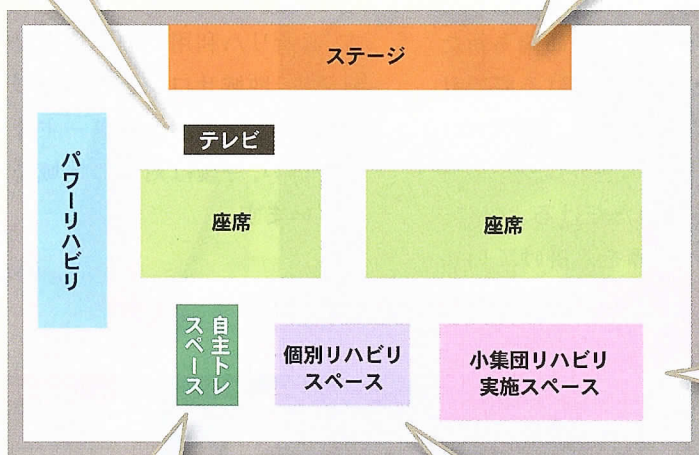 ステージ
テレビ
パワーリハビリ
座席
座席
自主トレ
スペース
個別リハビリ
スペース
小集団リハビリ
実施スペース